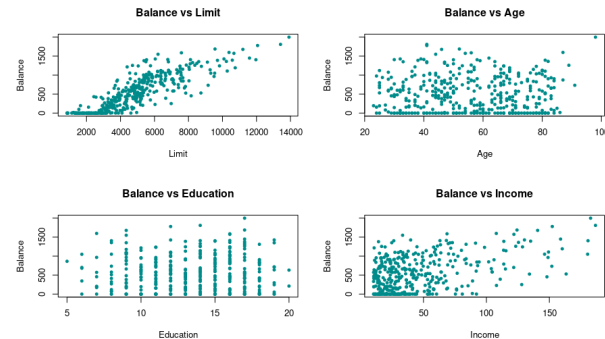 Balance vs Limit
Balance
0
500
1500
2000
4000
6000
8000
10000
12000
14000
Limit
Balance vs Age
Balance
0
500
1500
20
40
60
80
100
Age
Balance vs Education
Balance
0
500
1500
5
10
15
20
Education
Balance vs Income
Balance
0
500
1500
50
100
150
Income